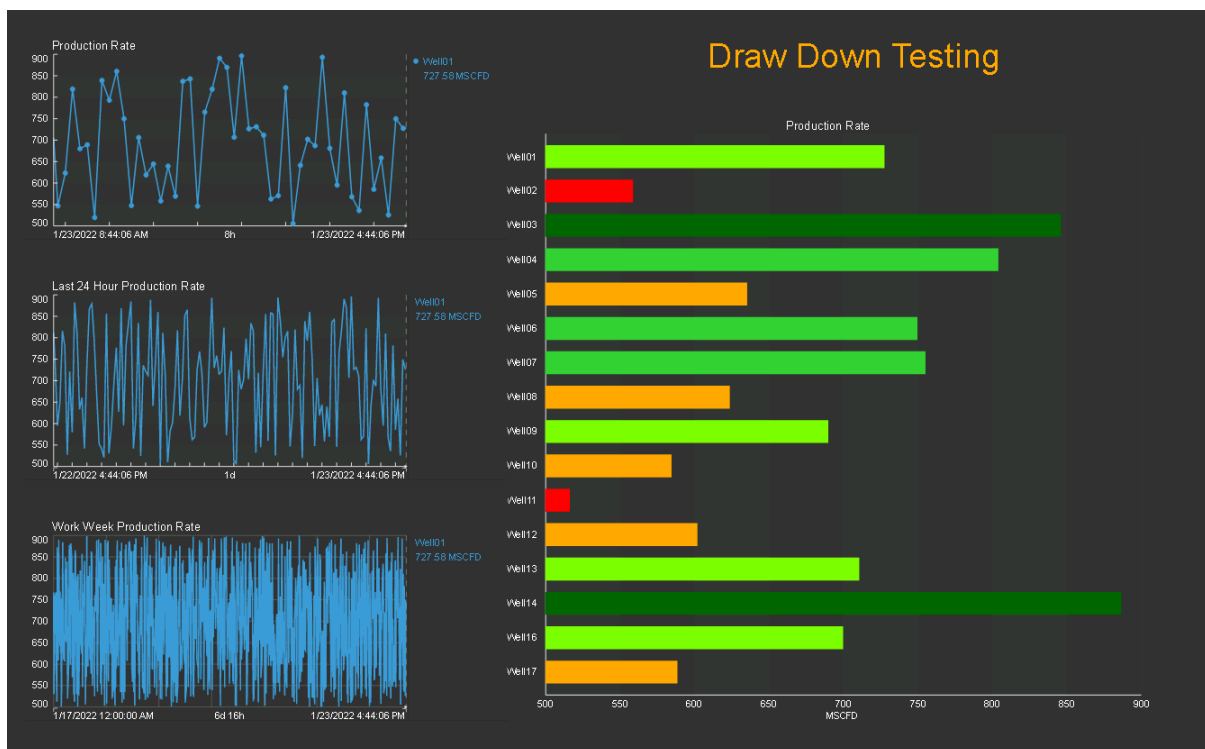 Draw Down Testing
Production Rate
900
850
800
750
700
650
600
550
500
1/23/2022 8:44:06 AM 8h 1/23/2022 4:44:06 PM
Well01
727.58 MSCFD
Last 24 Hour Production Rate
900
850
800
750
700
650
600
550
500
1/22/2022 4:44:06 PM 1d 1/23/2022 4:44:06 PM
Well01
727.58 MSCFD
Work Week Production Rate
900
850
800
750
700
650
600
550
500
1/17/2022 12:00:00 AM 6d 16h 1/23/2022 4:44:06 PM
Well01
727.58 MSCFD
Production Rate
Well01
Well02
Well03
Well04
Well05
Well06
Well07
Well08
Well09
Well10
Well11
Well12
Well13
Well14
Well16
Well17
500 550 600 650 700 750 800 850 900
MSCFD